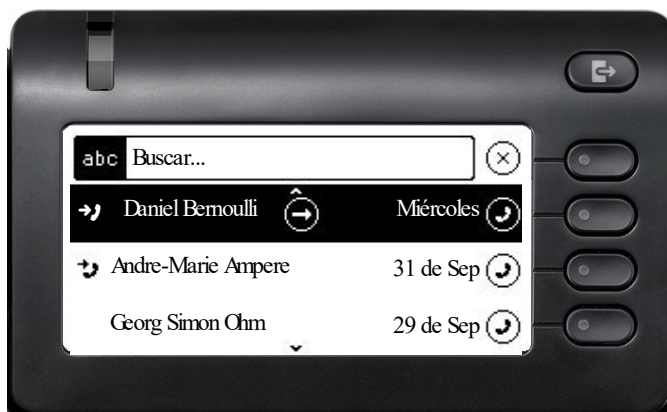 abc Buscar...
Daniel Bernoulli Miércoles
Andre-Marie Ampere 31 de Sep
Georg Simon Ohm 29 de Sep